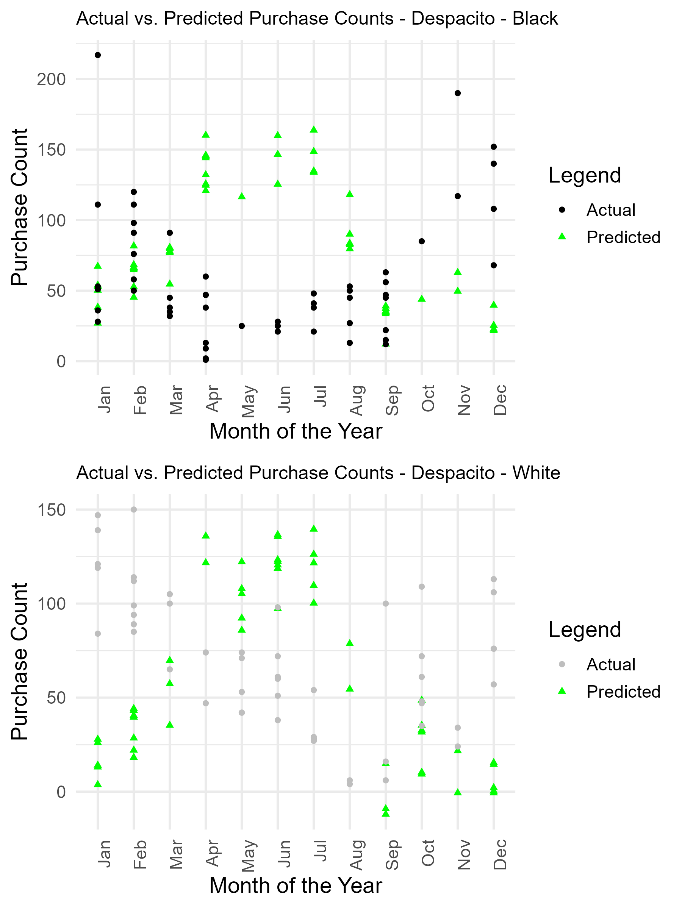 Actual vs. Predicted Purchase Counts - Despacito - Black
Purchase Count
200
150
100
50
0
Jan
Feb
Mar
Apr
May
Jun
Jul
Aug
Sep
Oct
Nov
Dec
Month of the Year
Legend
Actual
Predicted
Actual vs. Predicted Purchase Counts - Despacito - White
Purchase Count
150
100
50
0
Jan
Feb
Mar
Apr
May
Jun
Jul
Aug
Sep
Oct
Nov
Dec
Month of the Year
Legend
Actual
Predicted